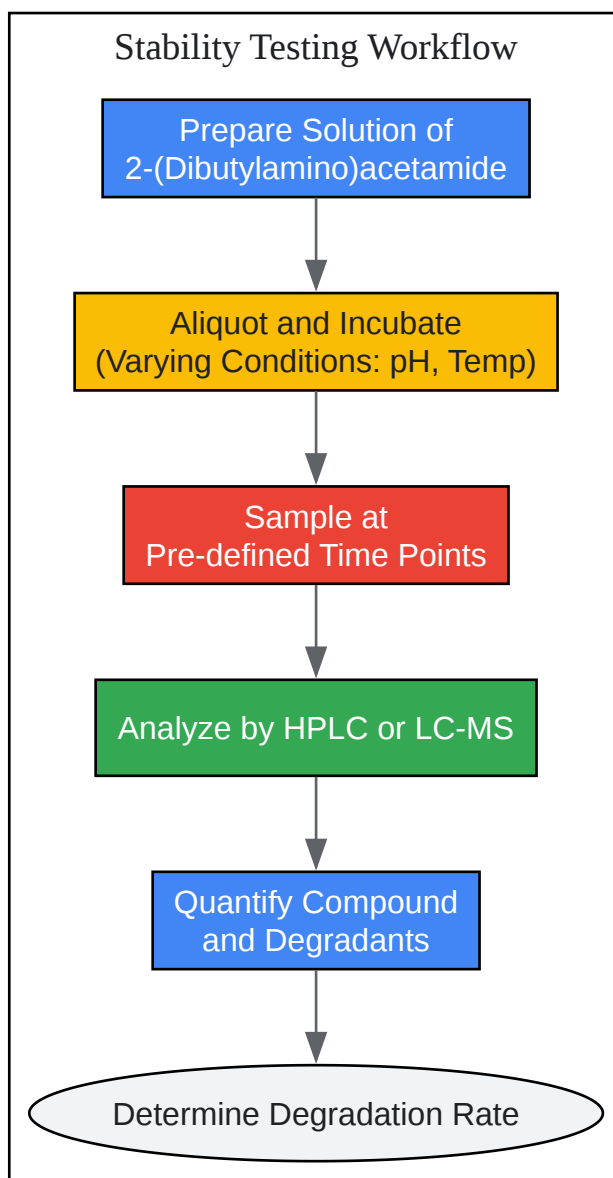 Stability Testing Workflow
Prepare Solution of
2-(Dibutylamino)acetamide
Aliquot and Incubate
(Varying Conditions: pH, Temp)
Sample at
Pre-defined Time Points
Analyze by HPLC or LC-MS
Quantify Compound
and Degradants
Determine Degradation Rate